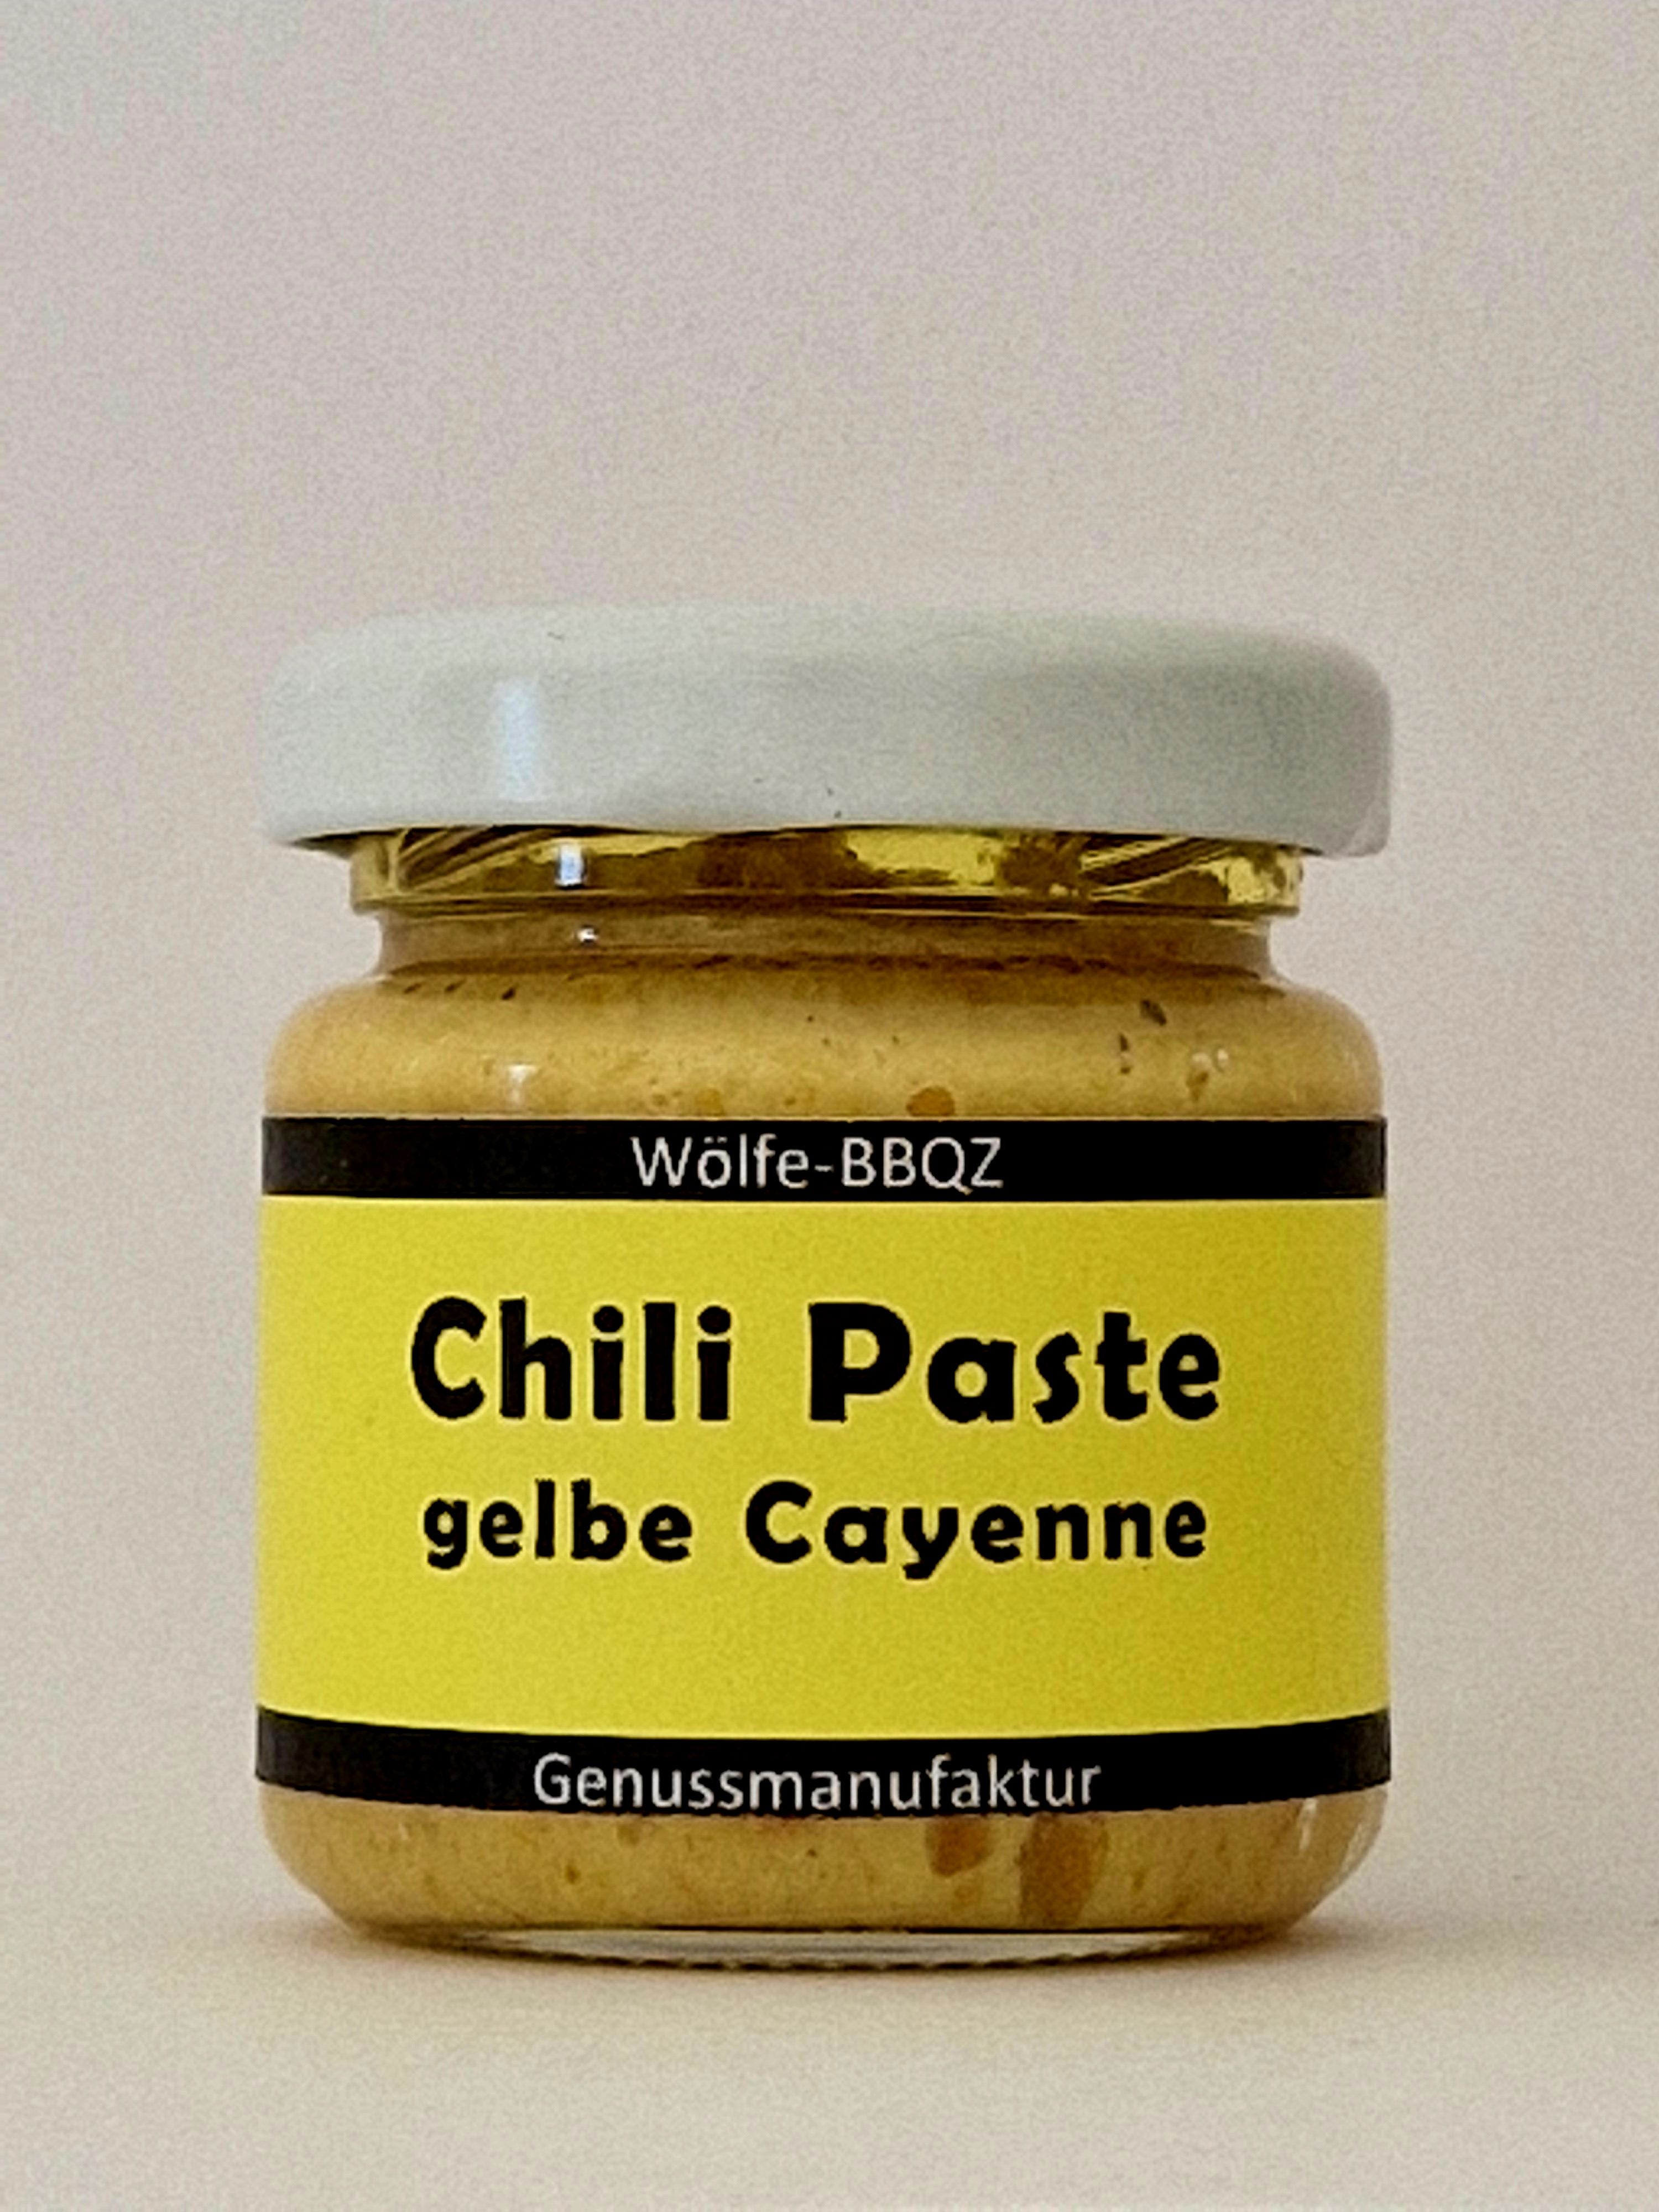 Wölfe-BBQZ
Chili Paste
gelbe Cayenne
Genussmanufaktur